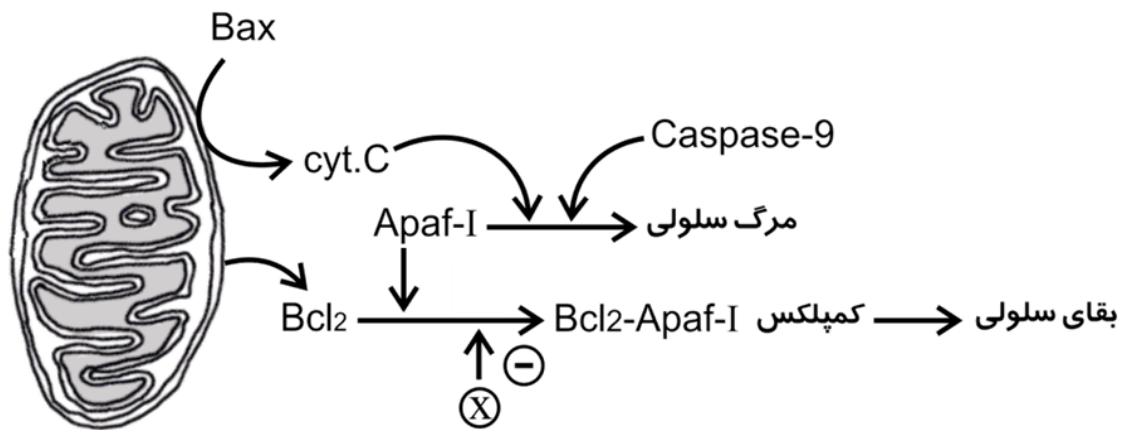 Bax
cyt.C
Caspase-9
Apaf-I
مرگ سلولی
Bcl2
Bcl2-Apaf-I کمپلکس
بقای سلولی
−
X